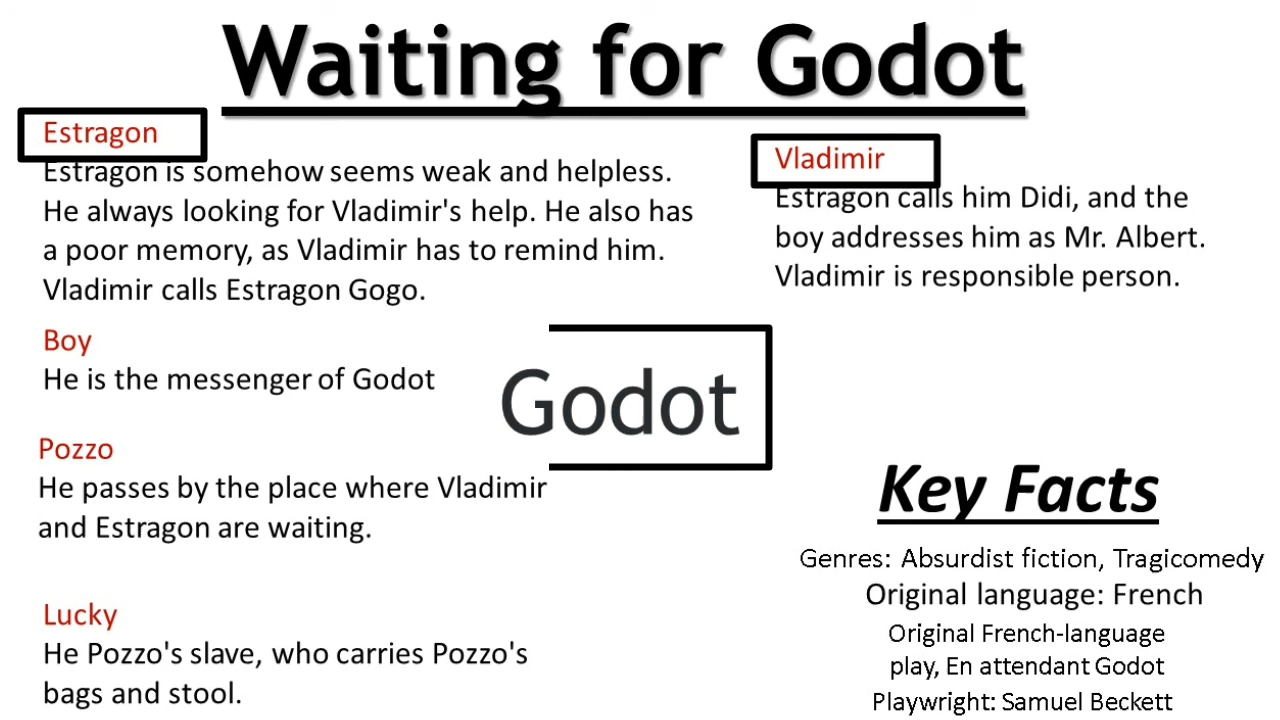 Waiting for Godot
Estragon
Estragon is somehow seems weak and helpless.
He always looking for Vladimir's help. He also has
a poor memory, as Vladimir has to remind him.
Vladimir calls Estragon Gogo.
Vladimir
Estragon calls him Didi, and the
boy addresses him as Mr. Albert.
Vladimir is responsible person.
Boy
He is the messenger of Godot
Godot
Pozzo
He passes by the place where Vladimir
and Estragon are waiting.
Lucky
He Pozzo's slave, who carries Pozzo's
bags and stool.
Key Facts
Genres: Absurdist fiction, Tragicomedy
Original language: French
Original French-language
play, En attendant Godot
Playwright: Samuel Beckett